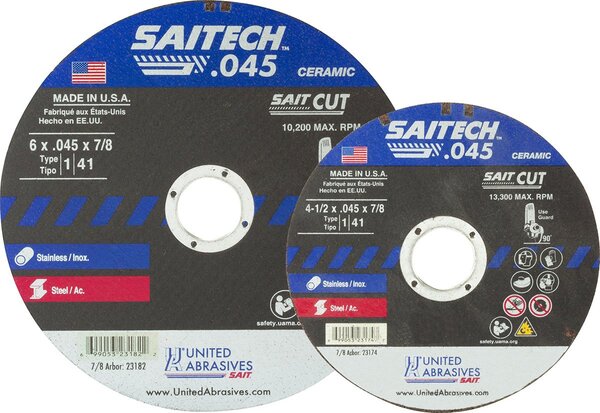 SAITECH™
.045
CERAMIC
MADE IN U.S.A.
Fabriqué aux États-Unis
Hecho en EE.UU.
SAIT CUT
10,200 MAX. RPM
6 x .045 x 7/8
Type
Tipo
1 41
Stainless / Inox.
Steel / Ac.
safety.uama.org
UNITED
ABRASIVES
SAIT
7/8 Arbor: 23182
www.UnitedAbrasives.com
SAITECH™
.045
CERAMIC
MADE IN U.S.A.
Fabriqué aux États-Unis
Hecho en EE.UU.
SAIT CUT
13,300 MAX. RPM
4-1/2 x .045 x 7/8
Type
Tipo
1 41
Use
Guard
90°
Stainless / Inox.
Steel / Ac.
safety.uama.org
7/8 Arbor: 23174
UNITED
ABRASIVES
SAIT
www.UnitedAbrasives.com